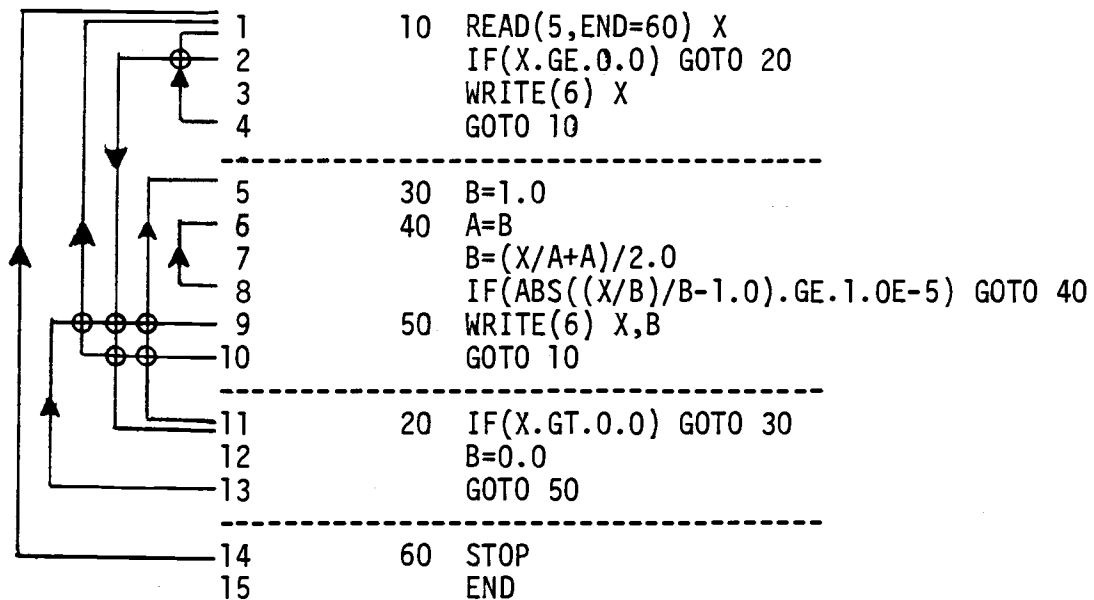 1 10 READ(5,END=60) X
2 IF(X.GE.0.0) GOTO 20
3 WRITE(6) X
4 GOTO 10
5 30 B=1.0
6 40 A=B
7 B=(X/A+A)/2.0
8 IF(ABS((X/B)/B-1.0).GE.1.0E-5) GOTO 40
9 50 WRITE(6) X,B
10 GOTO 10
11 20 IF(X.GT.0.0) GOTO 30
12 B=0.0
13 GOTO 50
14 60 STOP
15 END